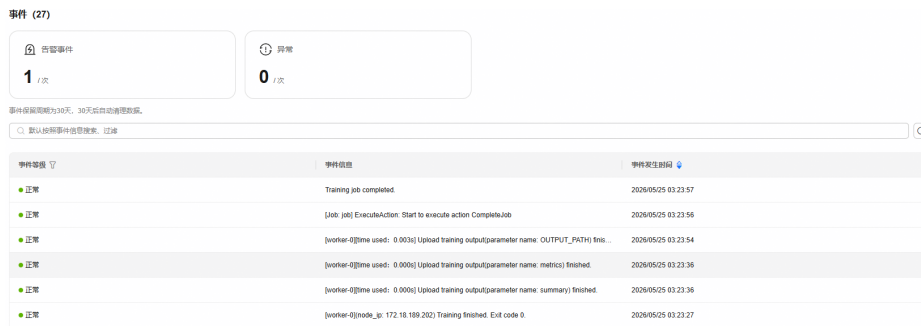 事件（27）
告警事件
1 /次
异常
0 /次
事件保留周期为30天，30天后自动清理数据。
默认按照事件信息搜索、过滤
事件等级 事件信息 事件发生时间
正常 Training job completed. 2026/05/25 03:23:57
正常 [Job: job] ExecuteAction: Start to execute action CompleteJob 2026/05/25 03:23:56
正常 [worker-0][time used：0.003s] Upload training output(parameter name: OUTPUT_PATH) finis... 2026/05/25 03:23:54
正常 [worker-0][time used：0.000s] Upload training output(parameter name: metrics) finished. 2026/05/25 03:23:36
正常 [worker-0][time used：0.000s] Upload training output(parameter name: summary) finished. 2026/05/25 03:23:36
正常 [worker-0](node_ip: 172.18.189.202) Training finished. Exit code 0. 2026/05/25 03:23:27